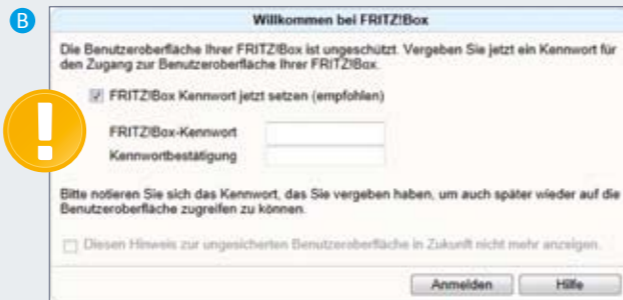 B
Willkommen bei FRITZ!Box
Die Benutzeroberfläche Ihrer FRITZ!Box ist ungeschützt. Vergeben Sie jetzt ein Kennwort für
den Zugang zur Benutzeroberfläche Ihrer FRITZ!Box.
FRITZ!Box Kennwort jetzt setzen (empfohlen)
FRITZ!Box-Kennwort
Kennwortbestätigung
Bitte notieren Sie sich das Kennwort, das Sie vergeben haben, um auch später wieder auf die
Benutzeroberfläche zugreifen zu können.
Diesen Hinweis zur ungesicherten Benutzeroberfläche in Zukunft nicht mehr anzeigen.
Anmelden Hilfe